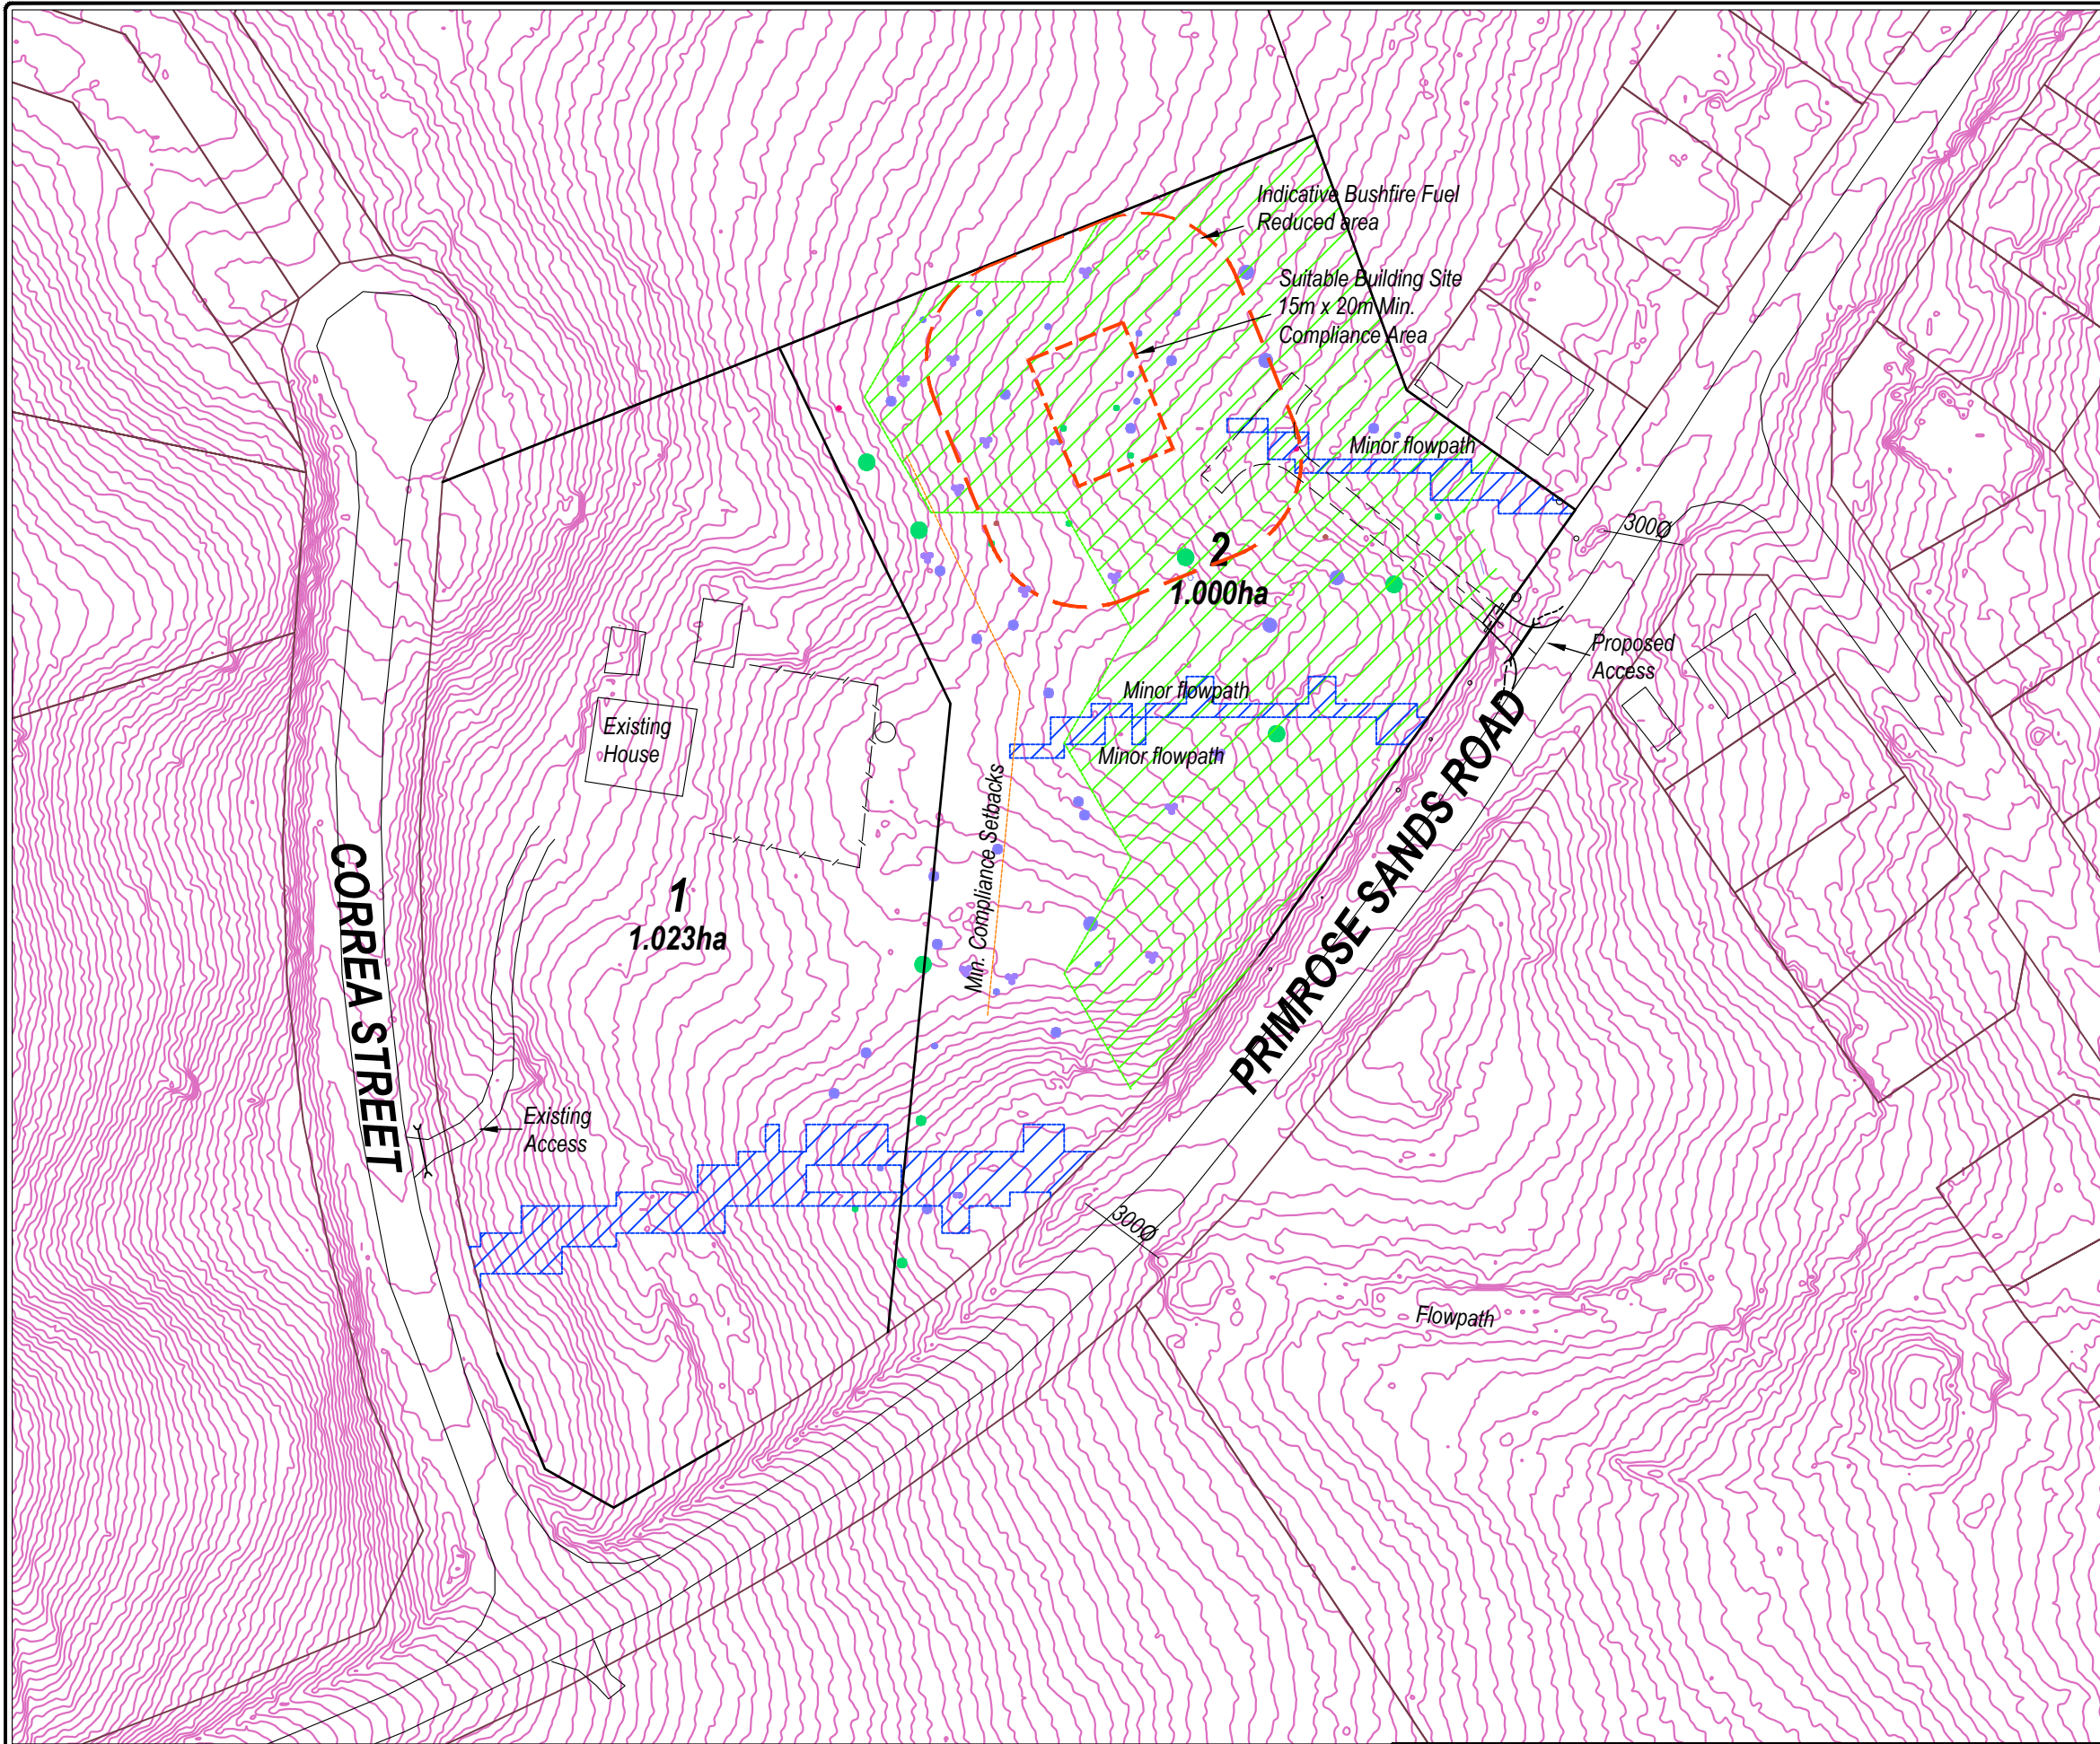 Indicative Bushfire Fuel
Reduced area
Suitable Building Site
15m x 20m Min.
Compliance Area
Minor flowpath
300Ø
2
1.000ha
Proposed
Access
Minor flowpath
Minor flowpath
Existing
House
Min. Compliance Setbacks
1
1.023ha
CORREA STREET
PRIMROSE SANDS ROAD
Existing
Access
300Ø
Flowpath